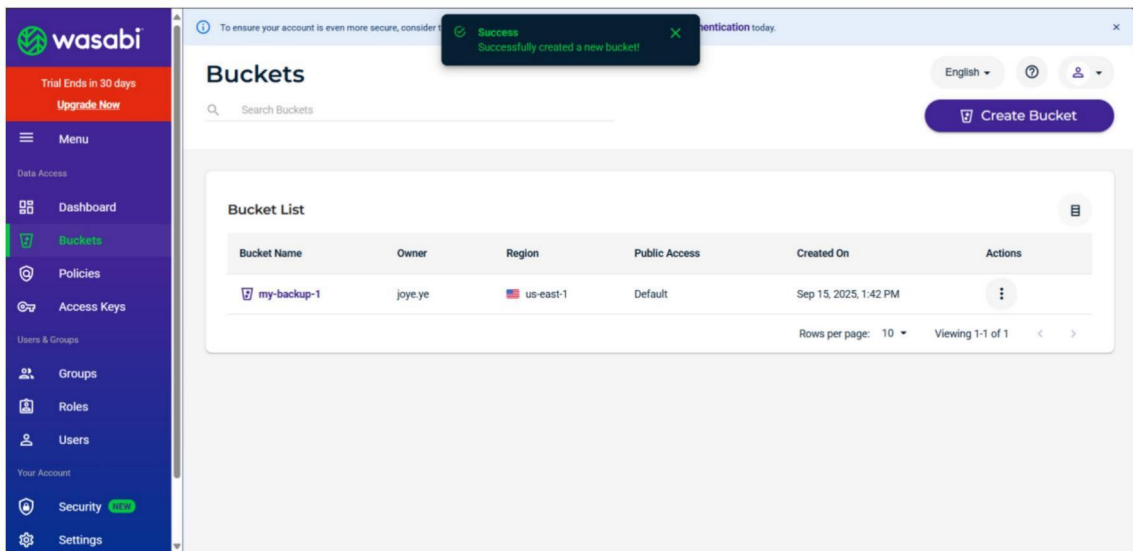 wasabi
Trial Ends in 30 days
Upgrade Now
Menu
Data Access
Dashboard
Buckets
Policies
Access Keys
Users & Groups
Groups
Roles
Users
Your Account
Security NEW
Settings
To ensure your account is even more secure, consider
hentication today.
Success
Successfully created a new bucket!
Buckets
English
Search Buckets
Create Bucket
Bucket List
Bucket Name Owner Region Public Access Created On Actions
my-backup-1 joye.ye us-east-1 Default Sep 15, 2025, 1:42 PM
Rows per page: 10 Viewing 1-1 of 1